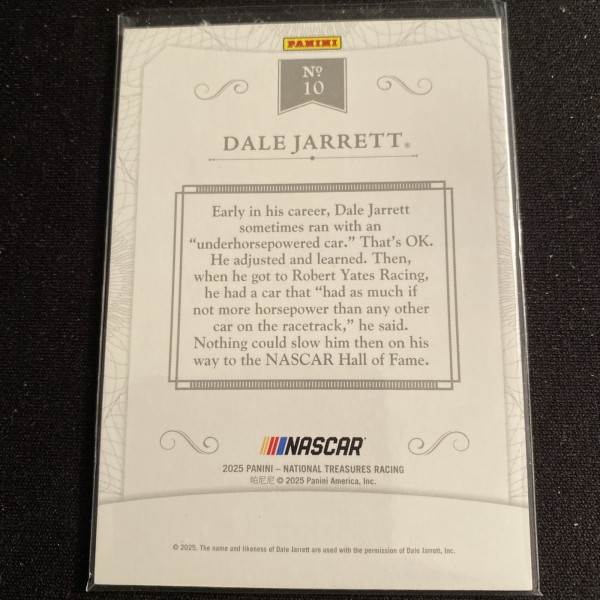 PANINI
Nº
10
DALE JARRETT®
Early in his career, Dale Jarrett
sometimes ran with an
“underhorsepowered car.” That’s OK.
He adjusted and learned. Then,
when he got to Robert Yates Racing,
he had a car that “had as much if
not more horsepower than any other
car on the racetrack,” he said.
Nothing could slow him then on his
way to the NASCAR Hall of Fame.
NASCAR
2025 PANINI – NATIONAL TREASURES RACING
帕尼尼 © 2025 Panini America, Inc.
© 2025. The name and likeness of Dale Jarrett are used with the permission of Dale Jarrett, Inc.